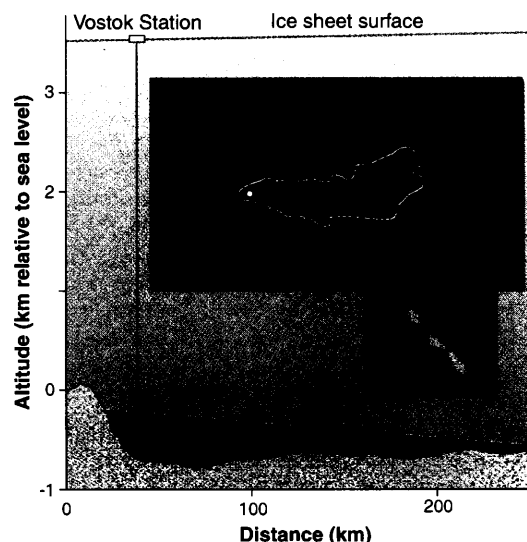 Vostok Station Ice sheet surface
3
2
0
-1
0 100 200
Altitude (km relative to sea level)
Distance (km)